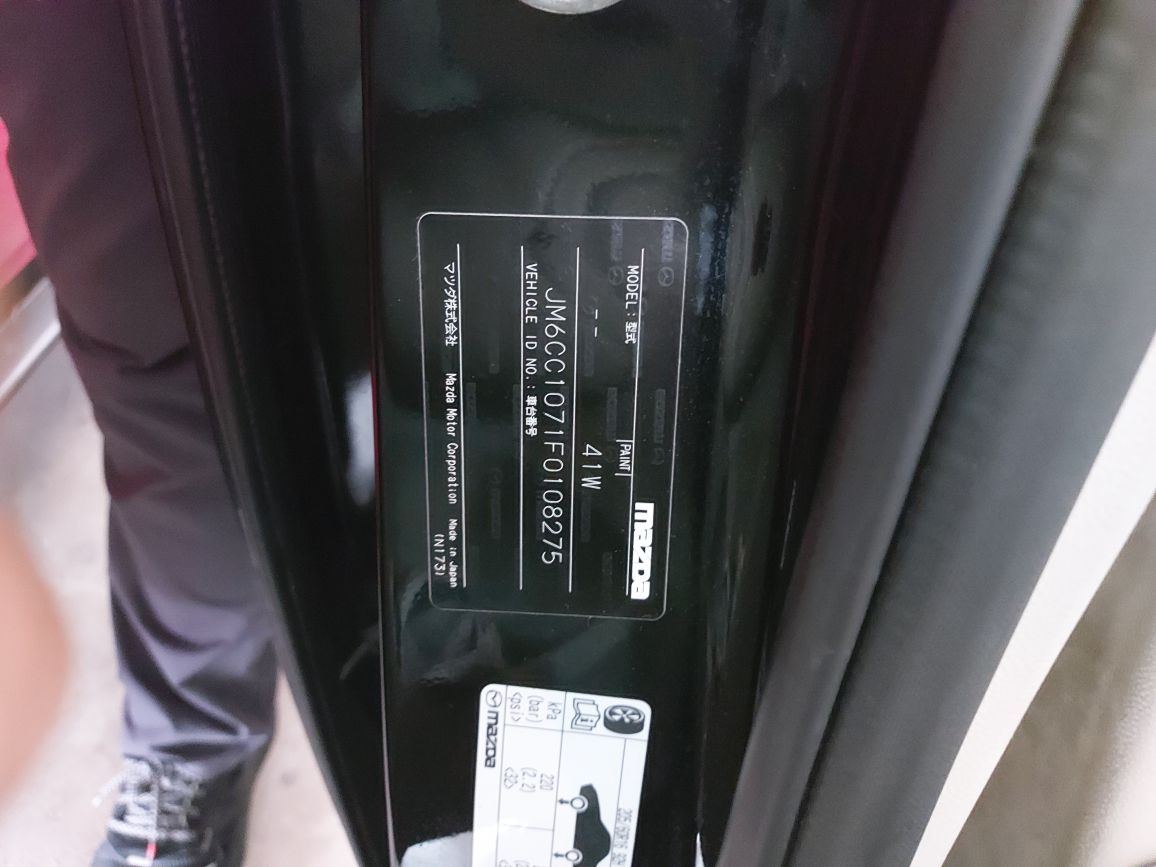 mazda
MODEL: 型式
PAINT
--
41W
VEHICLE ID NO.: 車台番号
JM6CC1071F0108275
マツダ株式会社 Mazda Motor Corporation Made in Japan
(N173)
kPa
(bar)
<psi>
220
(2.2)
<32>
mazda